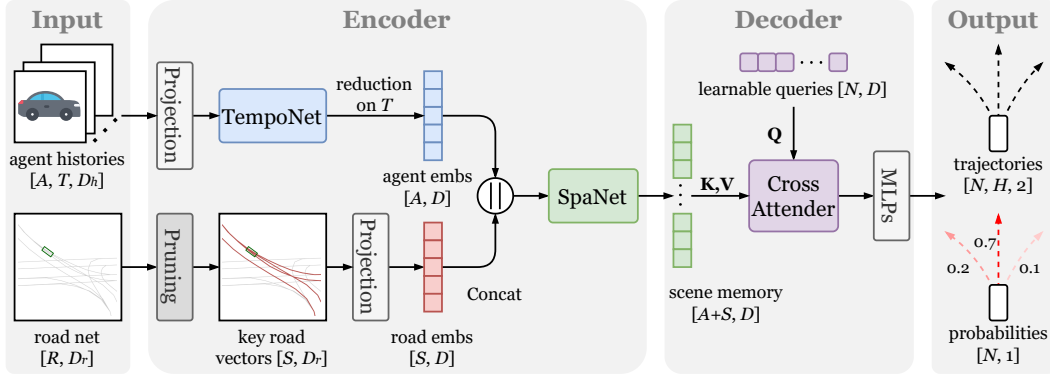 Input
Encoder
Decoder
Output
agent histories
[A, T, Dh]
Projection
TempoNet
reduction
on T
agent embs
[A, D]
road net
[R, Dr]
Pruning
key road
vectors [S, Dr]
Projection
road embs
[S, D]
||
Concat
SpaNet
learnable queries [N, D]
Q
K,V
scene memory
[A+S, D]
Cross
Attender
MLPs
trajectories
[N, H, 2]
0.7
0.2
0.1
probabilities
[N, 1]